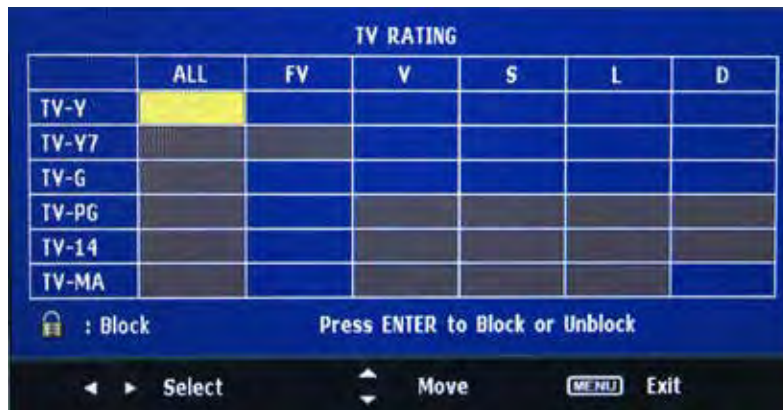 TV RATING
ALL FV V S L D
TV-Y
TV-Y7
TV-G
TV-PG
TV-14
TV-MA
: Block Press ENTER to Block or Unblock
Select Move MENU Exit